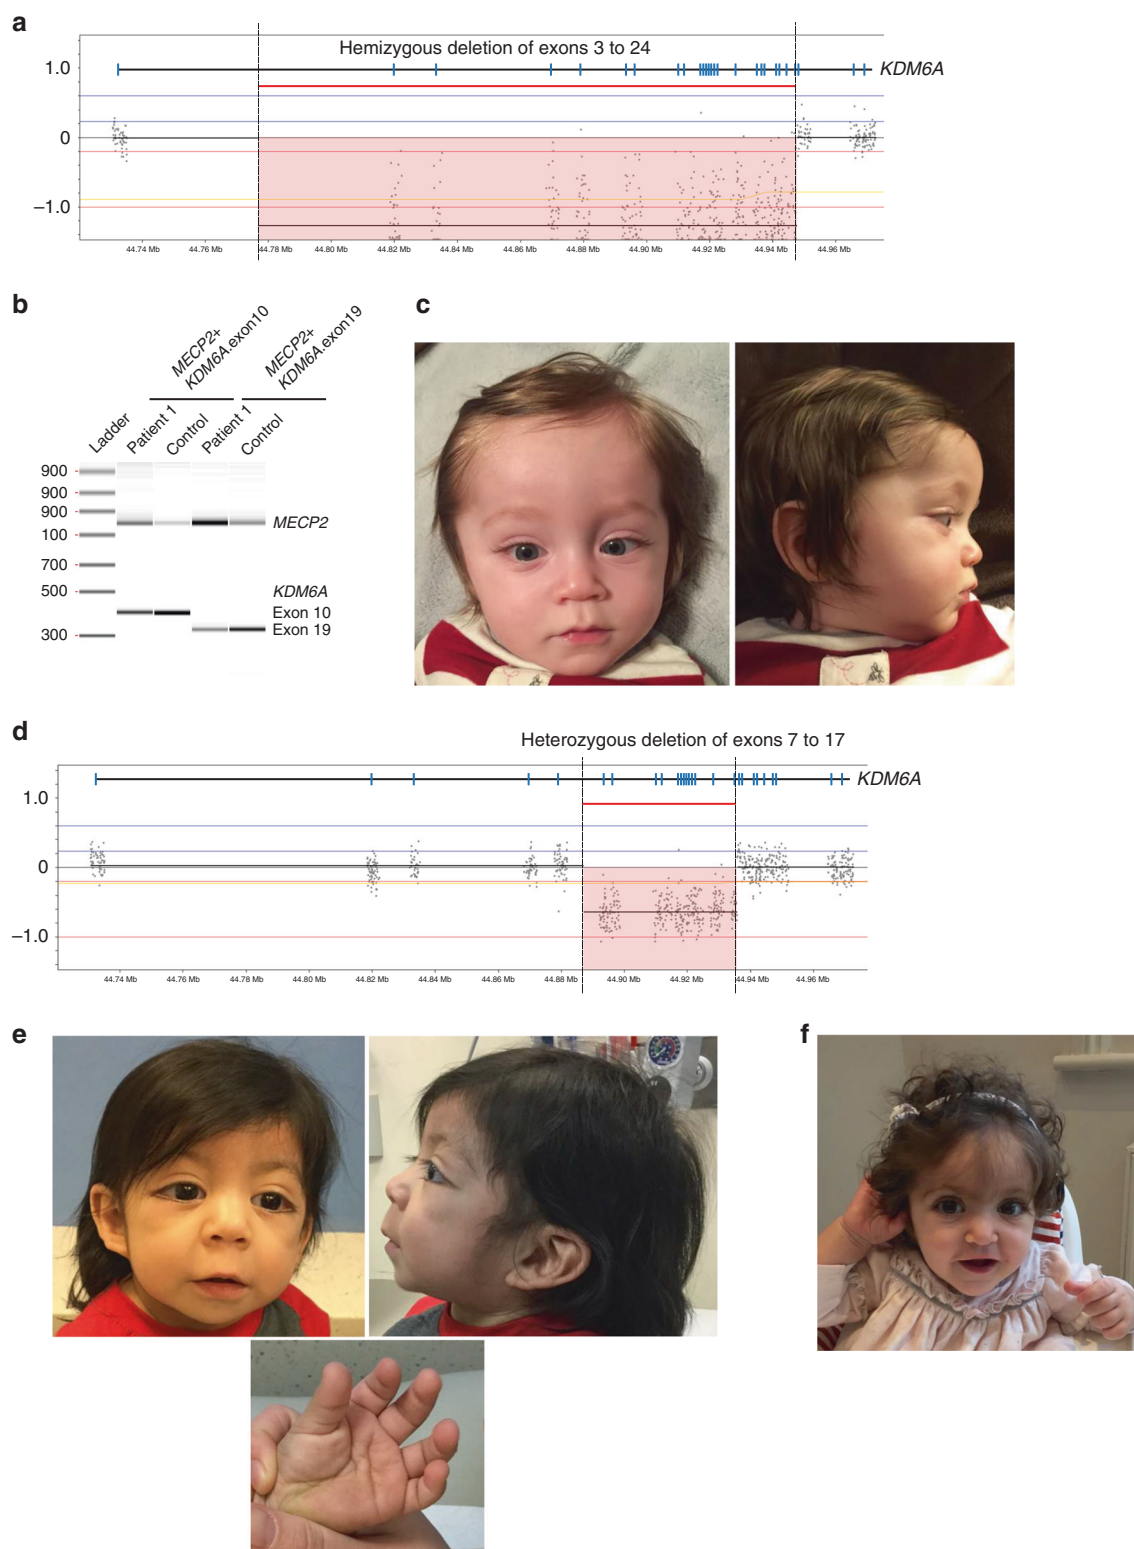 a
Hemizygous deletion of exons 3 to 24
KDM6A
1.0
0
–1.0
44.74 Mb 44.76 Mb 44.78 Mb 44.80 Mb 44.82 Mb 44.84 Mb 44.86 Mb 44.88 Mb 44.90 Mb 44.92 Mb 44.94 Mb 44.96 Mb
b
MECP2+
KDM6A.exon10
MECP2+
KDM6A.exon19
Ladder
Patient 1
Control
Patient 1
Control
900
900
900
100
700
500
300
MECP2
KDM6A
Exon 10
Exon 19
c
d
Heterozygous deletion of exons 7 to 17
KDM6A
1.0
0
–1.0
44.74 Mb 44.76 Mb 44.78 Mb 44.80 Mb 44.82 Mb 44.84 Mb 44.86 Mb 44.88 Mb 44.90 Mb 44.92 Mb 44.94 Mb 44.96 Mb
e
f